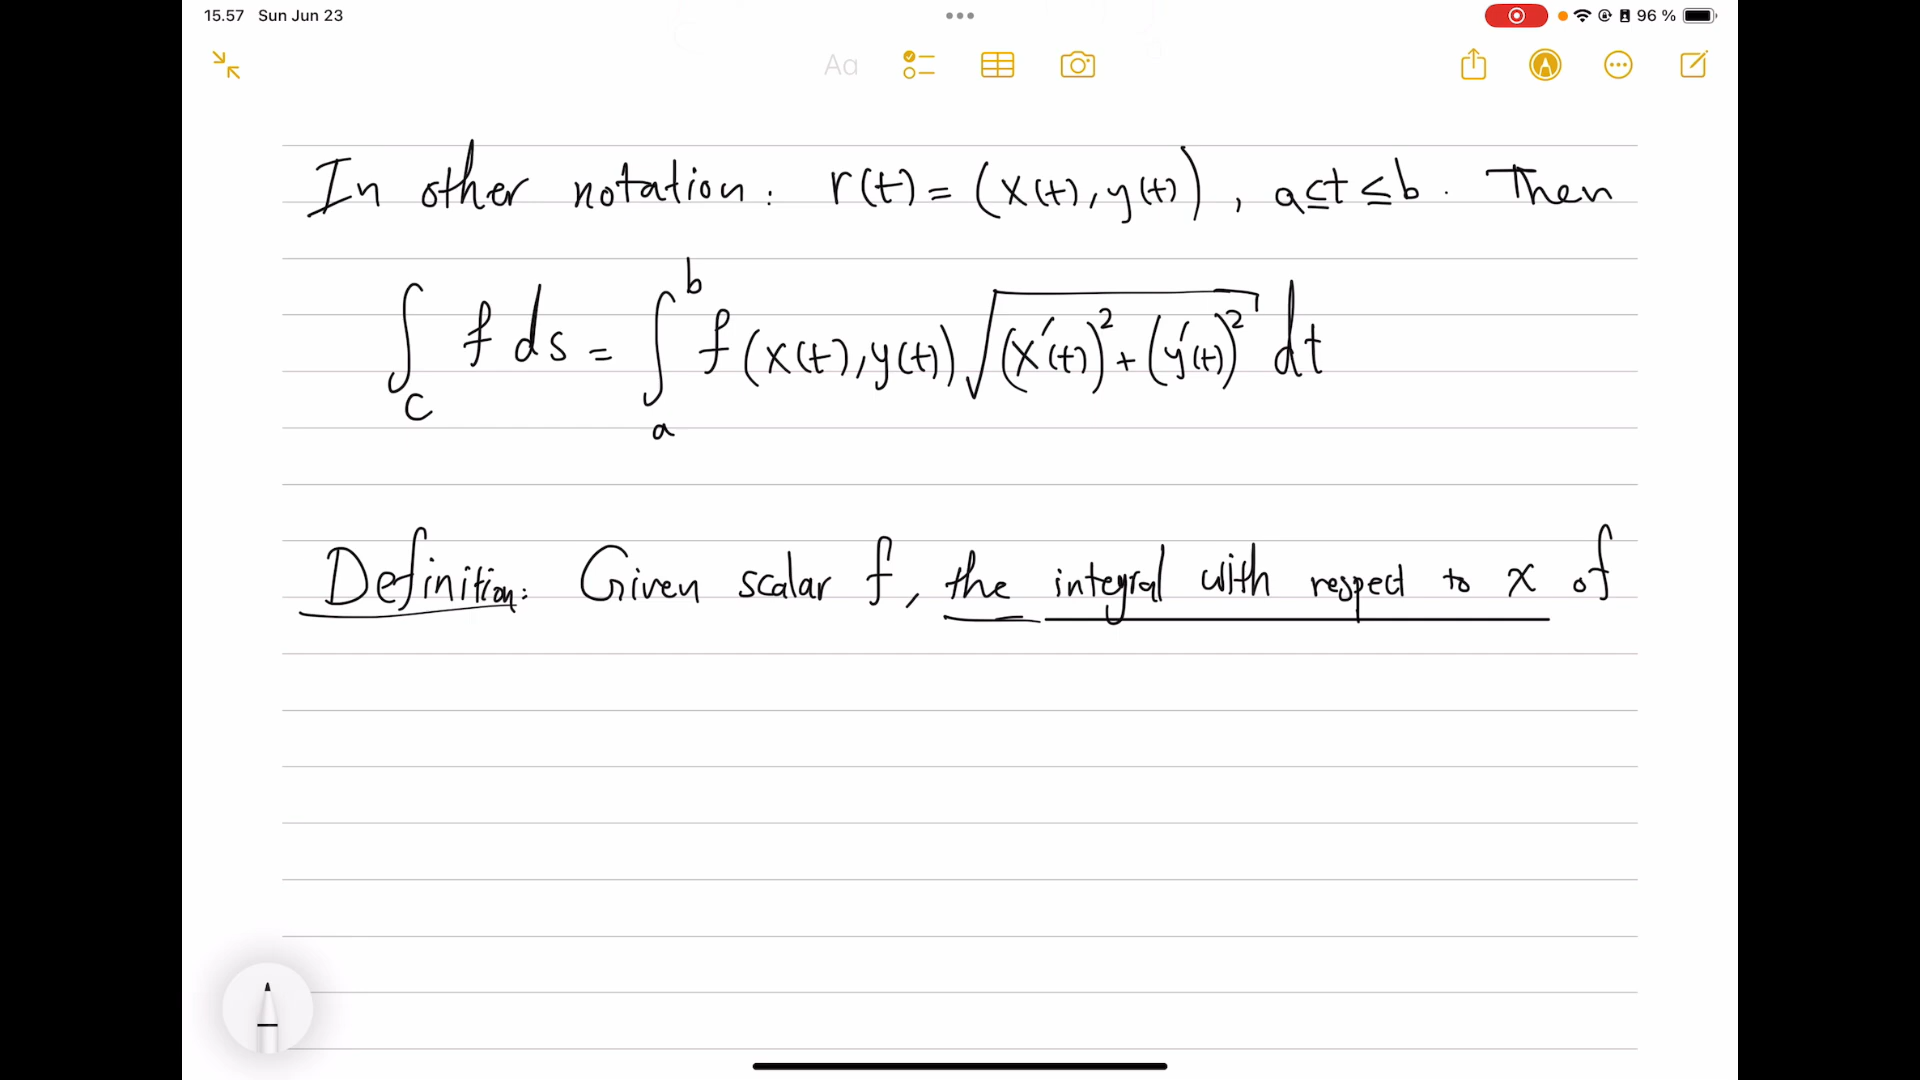 15.57 Sun Jun 23
96 %
Aa
In other notation: r(t) = (x(t), y(t)), a ≤ t ≤ b. Then
∫_C f ds = ∫_a^b f(x(t), y(t)) √((x′(t))² + (y′(t))²) dt
Definition: Given scalar f, the integral with respect to x of